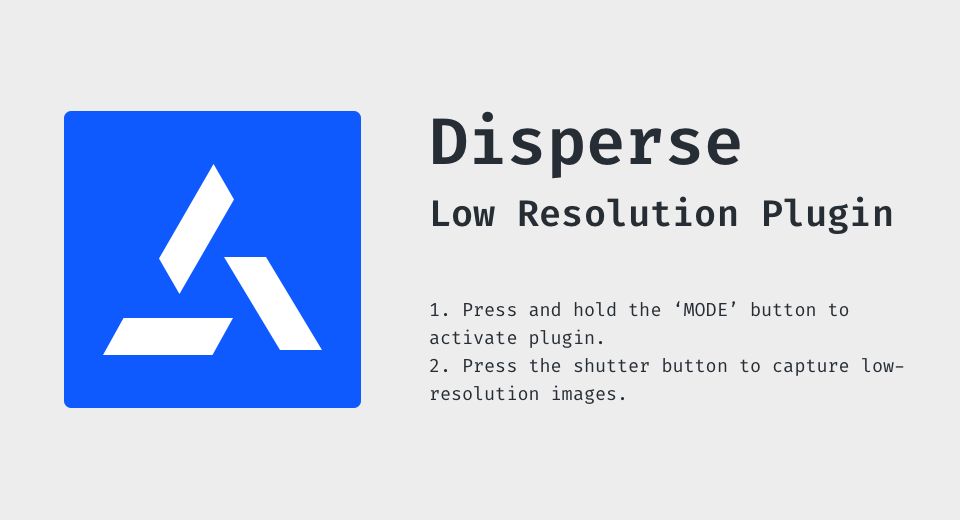 Disperse
Low Resolution Plugin
1. Press and hold the ‘MODE’ button to
activate plugin.
2. Press the shutter button to capture low-
resolution images.